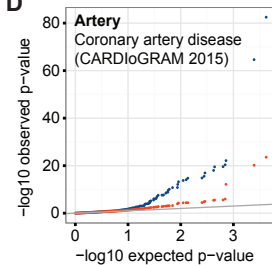 D
Artery
Coronary artery disease
(CARDIoGRAM 2015)
80
60
40
20
0
−log10 observed p−value
0
1
2
3
−log10 expected p−value